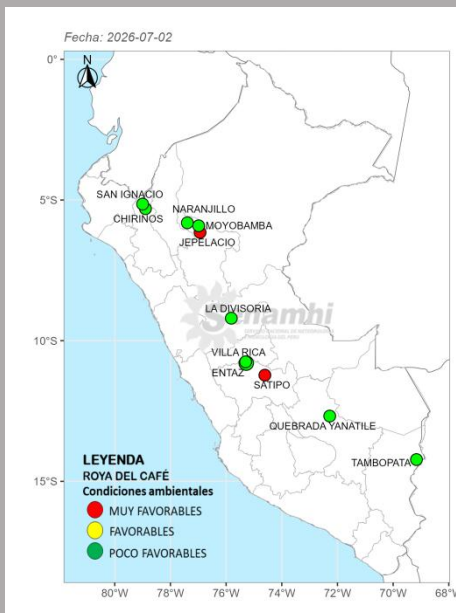 Fecha: 2026-07-02
N
0°
5°S
10°S
15°S
SAN IGNACIO
CHIRINOS
NARANJILLO
MOYOBAMBA
JEPELACIO
LA DIVISORIA
Senamhi
VILLA RICA
ENTAZ
SATIPO
QUEBRADA YANATILE
TAMBOPATA
LEYENDA
ROYA DEL CAFÉ
Condiciones ambientales
MUY FAVORABLES
FAVORABLES
POCO FAVORABLES
80°W
78°W
76°W
74°W
72°W
70°W
68°W